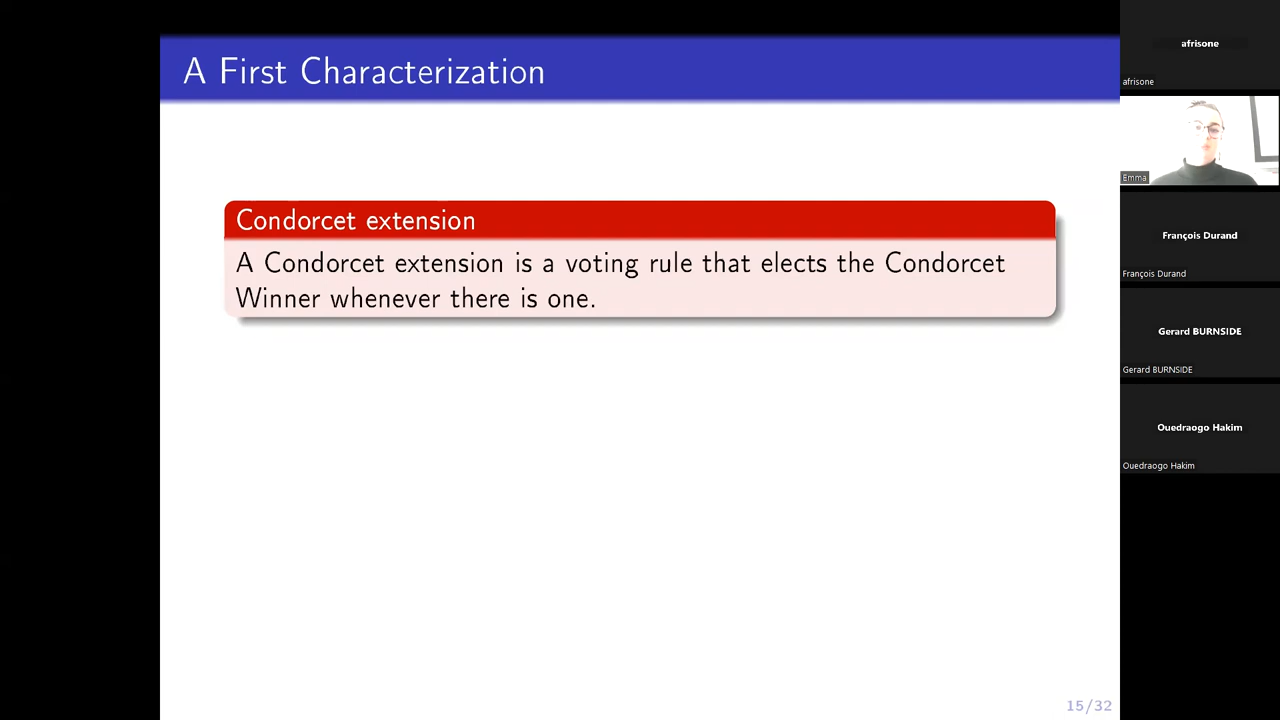 A First Characterization
Condorcet extension
A Condorcet extension is a voting rule that elects the Condorcet
Winner whenever there is one.
15/32
afrisone
afrisone
Emma
François Durand
François Durand
Gerard BURNSIDE
Gerard BURNSIDE
Ouedraogo Hakim
Ouedraogo Hakim